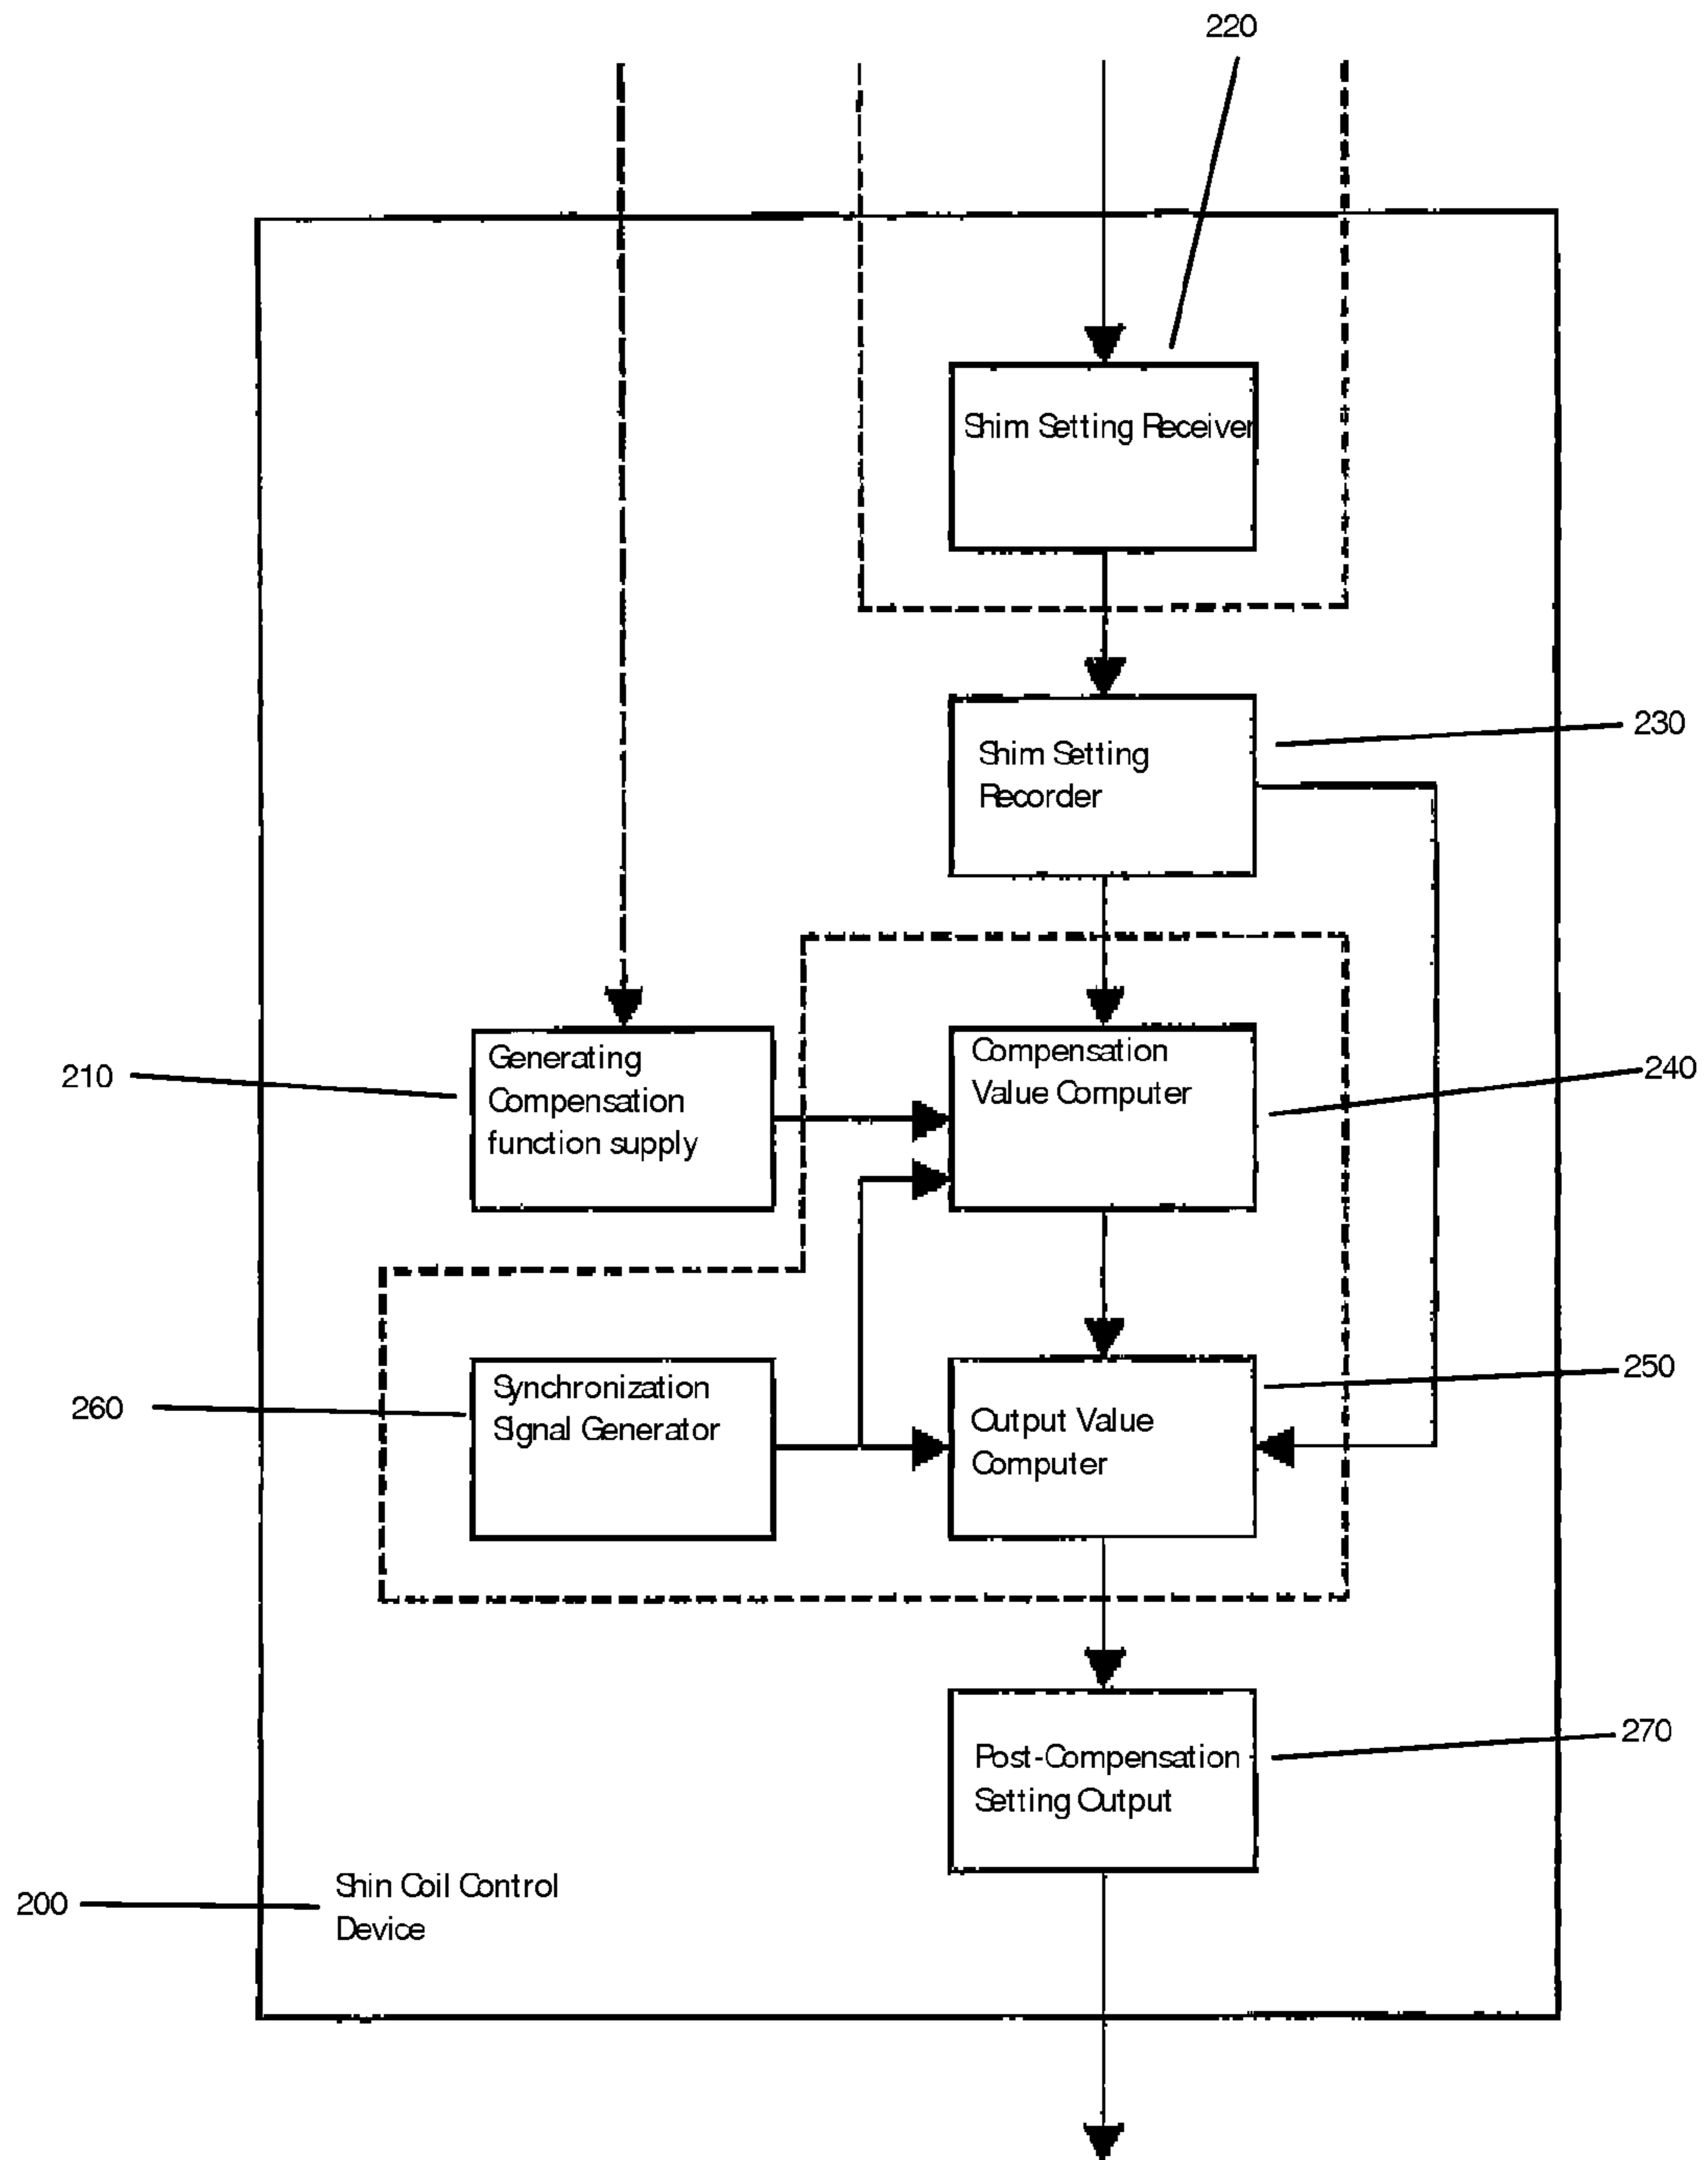 220
Shim Setting Receiver
230
Shim Setting
Recorder
210
Generating
Compensation
function supply
Compensation
Value Computer
240
260
Synchronization
Signal Generator
Output Value
Computer
250
Post-Compensation
Setting Output
270
200
Shin Coil Control
Device